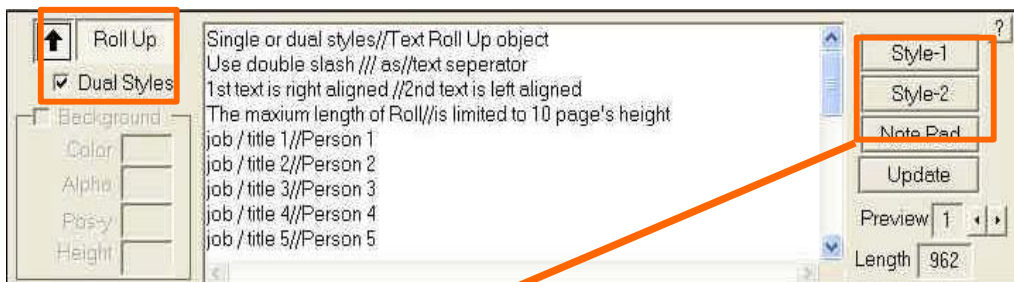 Roll Up
Dual Styles
Background
Color
Alpha
Pos-y
Height
Single or dual styles//Text Roll Up object
Use double slash /// as//text seperator
1st text is right aligned //2nd text is left aligned
The maxium length of Roll//is limited to 10 page's height
job / title 1//Person 1
job / title 2//Person 2
job / title 3//Person 3
job / title 4//Person 4
job / title 5//Person 5
?
Style-1
Style-2
Note Pad
Update
Preview 1
Length 962